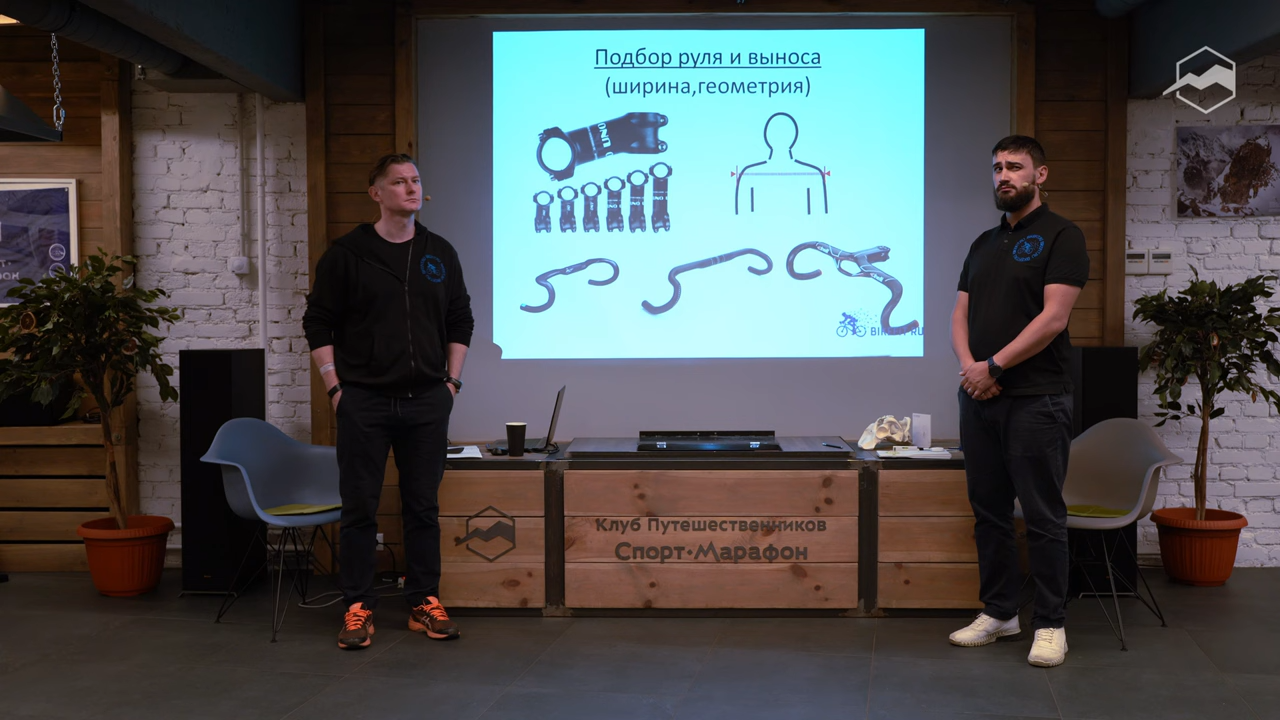 Подбор руля и выноса
(ширина,геометрия)
Клуб Путешественников
Спорт·Марафон